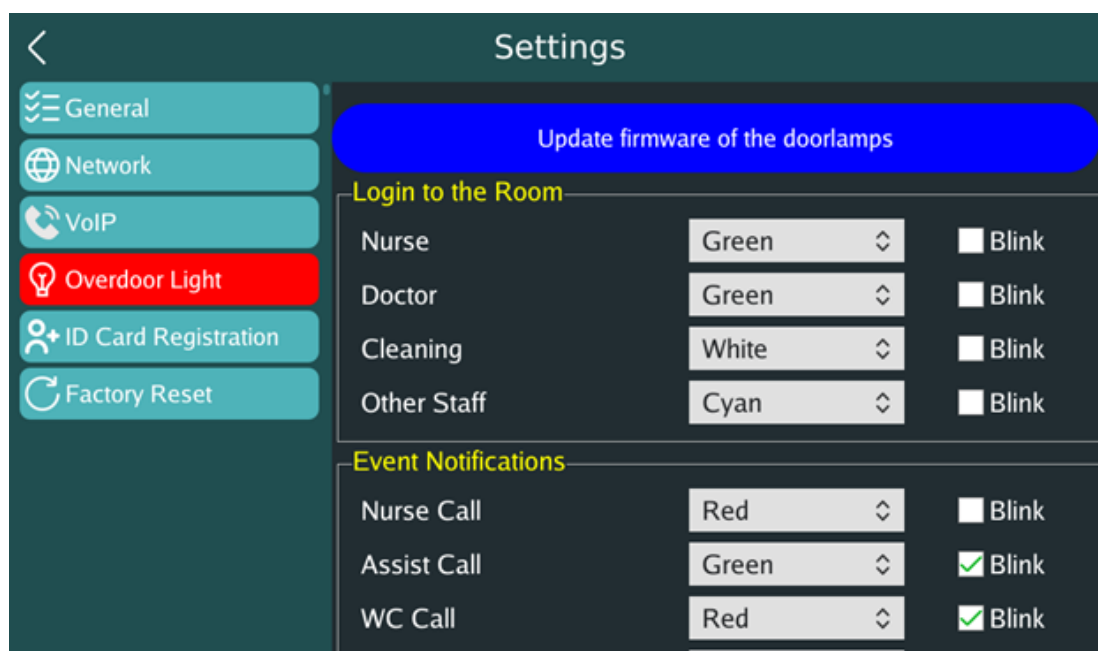 Settings
General
Network
VoIP
Overdoor Light
ID Card Registration
Factory Reset
Update firmware of the doorlamps
Login to the Room
Nurse Green Blink
Doctor Green Blink
Cleaning White Blink
Other Staff Cyan Blink
Event Notifications
Nurse Call Red Blink
Assist Call Green Blink
WC Call Red Blink